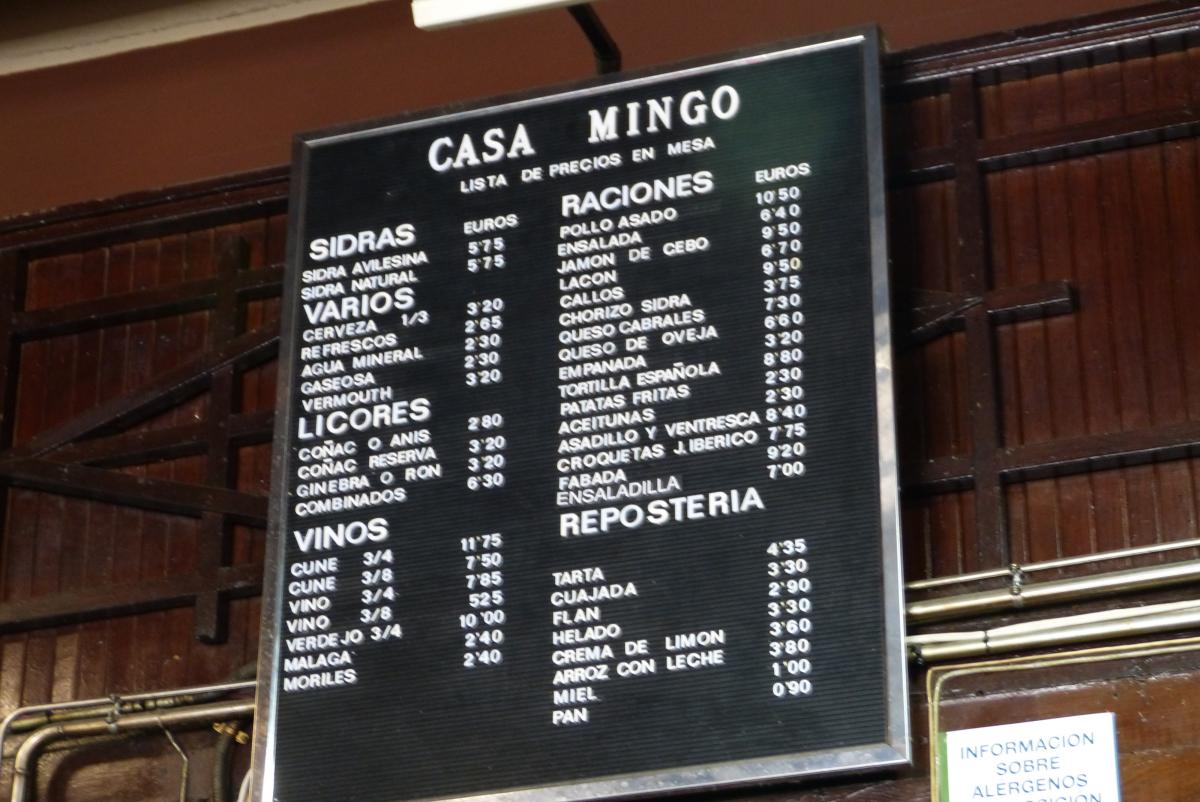 CASA MINGO
LISTA DE PRECIOS EN MESA
EUROS
SIDRAS
SIDRA AVILESINA 5'75
SIDRA NATURAL 5'75
VARIOS
CERVEZA 1/3 3'20
REFRESCOS 2'65
AGUA MINERAL 2'30
GASEOSA 2'30
VERMOUTH 3'20
LICORES
COÑAC O ANIS 2'80
COÑAC RESERVA 3'20
GINEBRA O RON 3'20
COMBINADOS 6'30
VINOS
CUNE 3/4 11'75
CUNE 3/8 7'50
VINO 3/4 7'85
VINO 3/8 525
VERDEJO 3/4 10'00
MALAGA 2'40
MORILES 2'40
RACIONES EUROS
POLLO ASADO 10'50
ENSALADA 6'40
JAMON DE CEBO 9'50
LACON 6'70
CALLOS 9'50
CHORIZO SIDRA 3'75
QUESO CABRALES 7'30
QUESO DE OVEJA 6'60
EMPANADA 3'20
TORTILLA ESPAÑOLA 8'80
PATATAS FRITAS 2'30
ACEITUNAS 2'30
ASADILLO Y VENTRESCA 8'40
CROQUETAS J.IBERICO 7'75
FABADA 9'20
ENSALADILLA 7'00
REPOSTERIA
TARTA 4'35
CUAJADA 3'30
FLAN 2'90
HELADO 3'30
CREMA DE LIMON 3'60
ARROZ CON LECHE 3'80
MIEL 1'00
PAN 0'90
INFORMACION
SOBRE
ALERGENOS